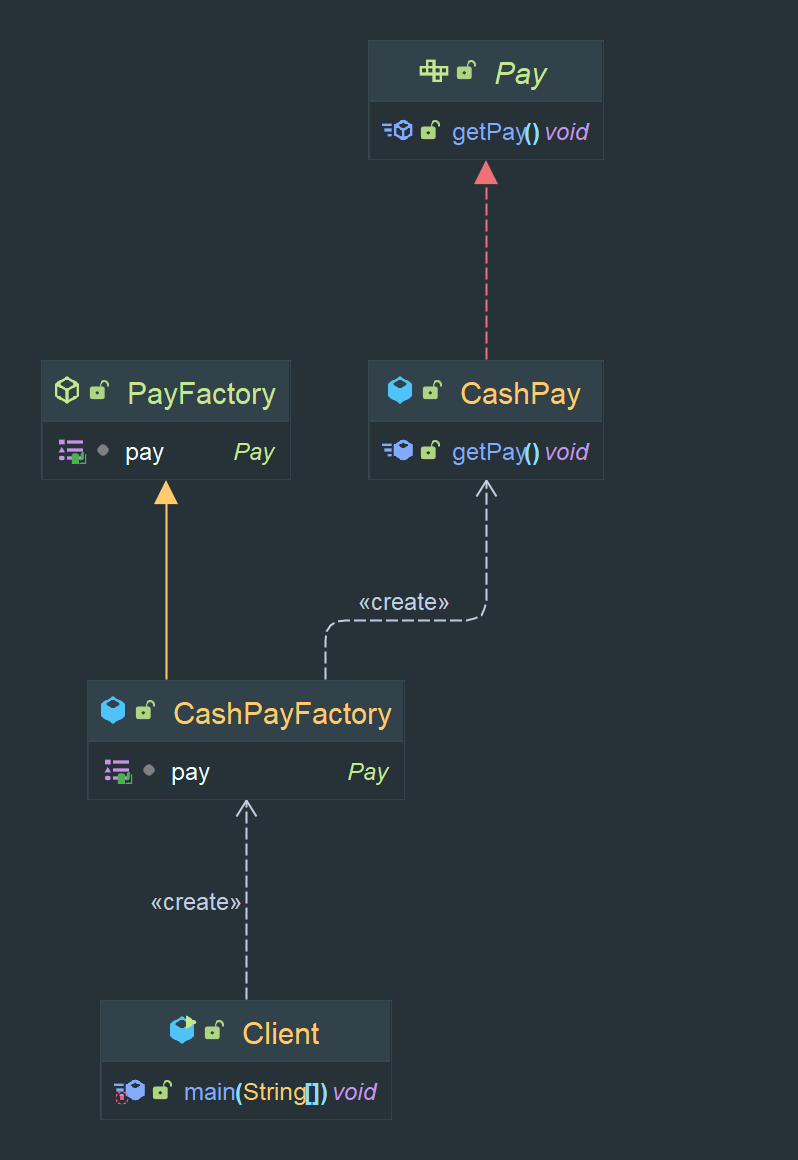 Pay
getPay() void
PayFactory
pay Pay
CashPay
getPay() void
«create»
CashPayFactory
pay Pay
«create»
Client
main(String[]) void